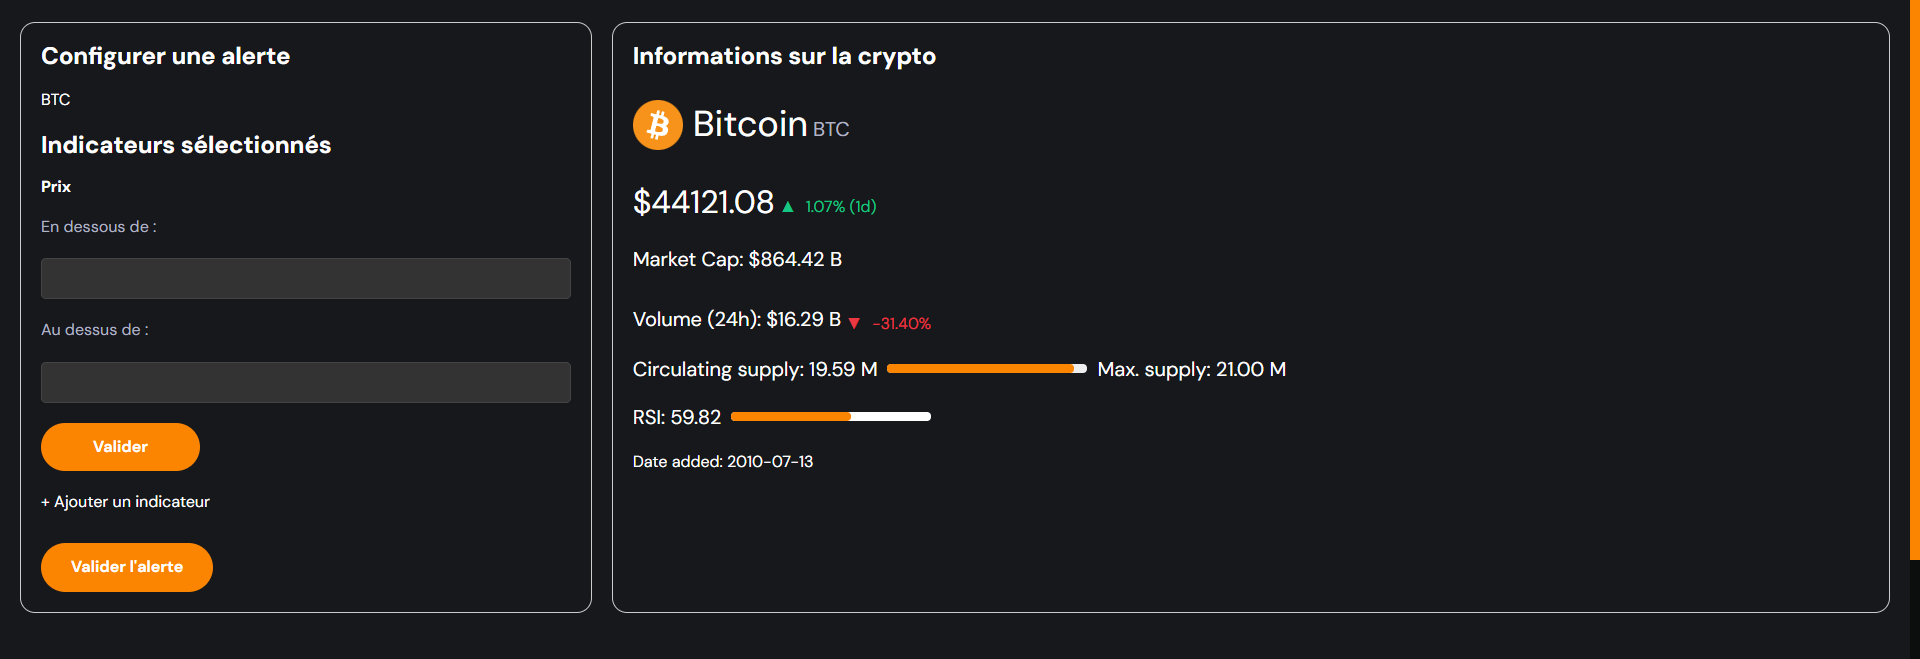 Configurer une alerte
BTC
Indicateurs sélectionnés
Prix
En dessous de :
Au dessus de :
Valider
+ Ajouter un indicateur
Valider l'alerte
Informations sur la crypto
Bitcoin BTC
$44121.08 ▲ 1.07% (1d)
Market Cap: $864.42 B
Volume (24h): $16.29 B ▼ -31.40%
Circulating supply: 19.59 M Max. supply: 21.00 M
RSI: 59.82
Date added: 2010-07-13